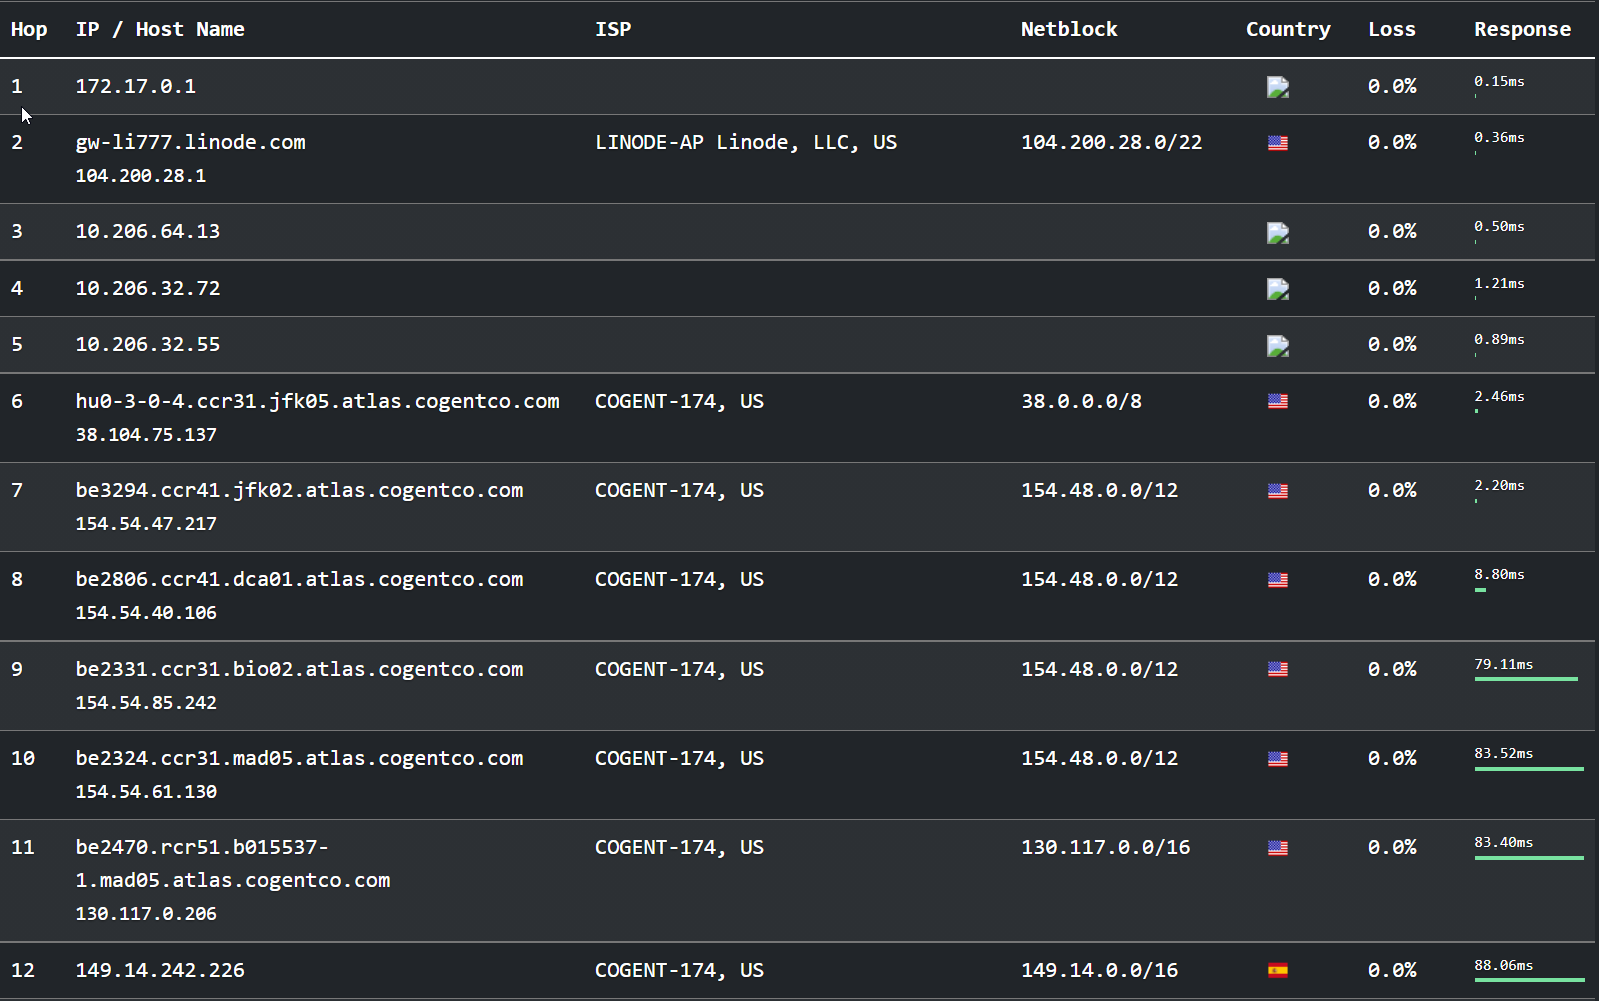 Hop IP / Host Name ISP Netblock Country Loss Response
1 172.17.0.1 0.0% 0.15ms
2 gw-li777.linode.com LINODE-AP Linode, LLC, US 104.200.28.0/22 0.0% 0.36ms
104.200.28.1
3 10.206.64.13 0.0% 0.50ms
4 10.206.32.72 0.0% 1.21ms
5 10.206.32.55 0.0% 0.89ms
6 hu0-3-0-4.ccr31.jfk05.atlas.cogentco.com COGENT-174, US 38.0.0.0/8 0.0% 2.46ms
38.104.75.137
7 be3294.ccr41.jfk02.atlas.cogentco.com COGENT-174, US 154.48.0.0/12 0.0% 2.20ms
154.54.47.217
8 be2806.ccr41.dca01.atlas.cogentco.com COGENT-174, US 154.48.0.0/12 0.0% 8.80ms
154.54.40.106
9 be2331.ccr31.bio02.atlas.cogentco.com COGENT-174, US 154.48.0.0/12 0.0% 79.11ms
154.54.85.242
10 be2324.ccr31.mad05.atlas.cogentco.com COGENT-174, US 154.48.0.0/12 0.0% 83.52ms
154.54.61.130
11 be2470.rcr51.b015537- COGENT-174, US 130.117.0.0/16 0.0% 83.40ms
1.mad05.atlas.cogentco.com
130.117.0.206
12 149.14.242.226 COGENT-174, US 149.14.0.0/16 0.0% 88.06ms